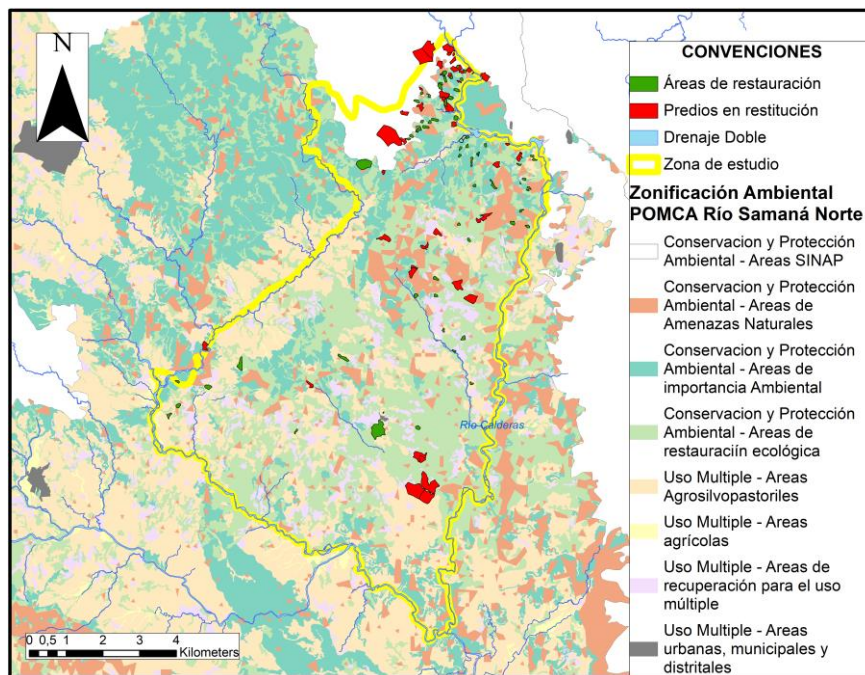 N
CONVENCIONES
Áreas de restauración
Predios en restitución
Drenaje Doble
Zona de estudio
Zonificación Ambiental
POMCA Río Samaná Norte
Conservacion y Protección
Ambiental - Areas SINAP
Conservacion y Protección
Ambiental - Areas de
Amenazas Naturales
Conservacion y Protección
Ambiental - Areas de
importancia Ambiental
Conservacion y Protección
Ambiental - Areas de
restauraciín ecológica
Uso Multiple - Areas
Agrosilvopastoriles
Uso Multiple - Areas
agrícolas
Uso Multiple - Areas de
recuperación para el uso
múltiple
Uso Multiple - Areas
urbanas, municipales y
distritales
Río Calderas
0 0,5 1 2 3 4
Kilometers